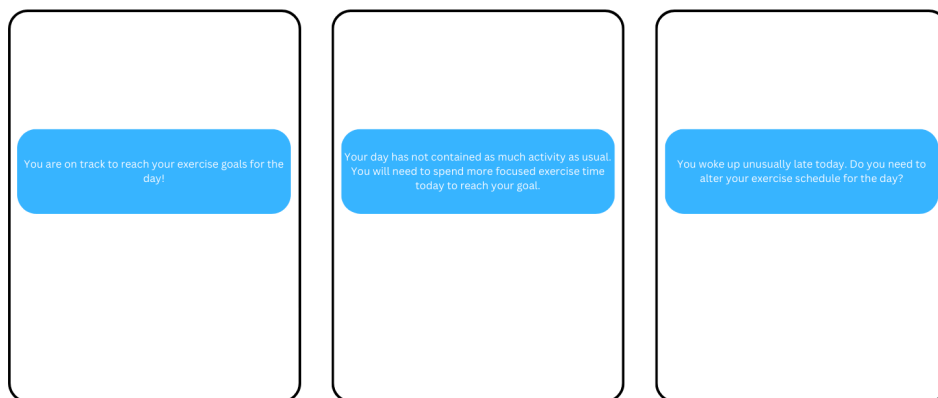 You are on track to reach your exercise goals for the
day!
Your day has not contained as much activity as usual.
You will need to spend more focused exercise time
today to reach your goal.
You woke up unusually late today. Do you need to
alter your exercise schedule for the day?